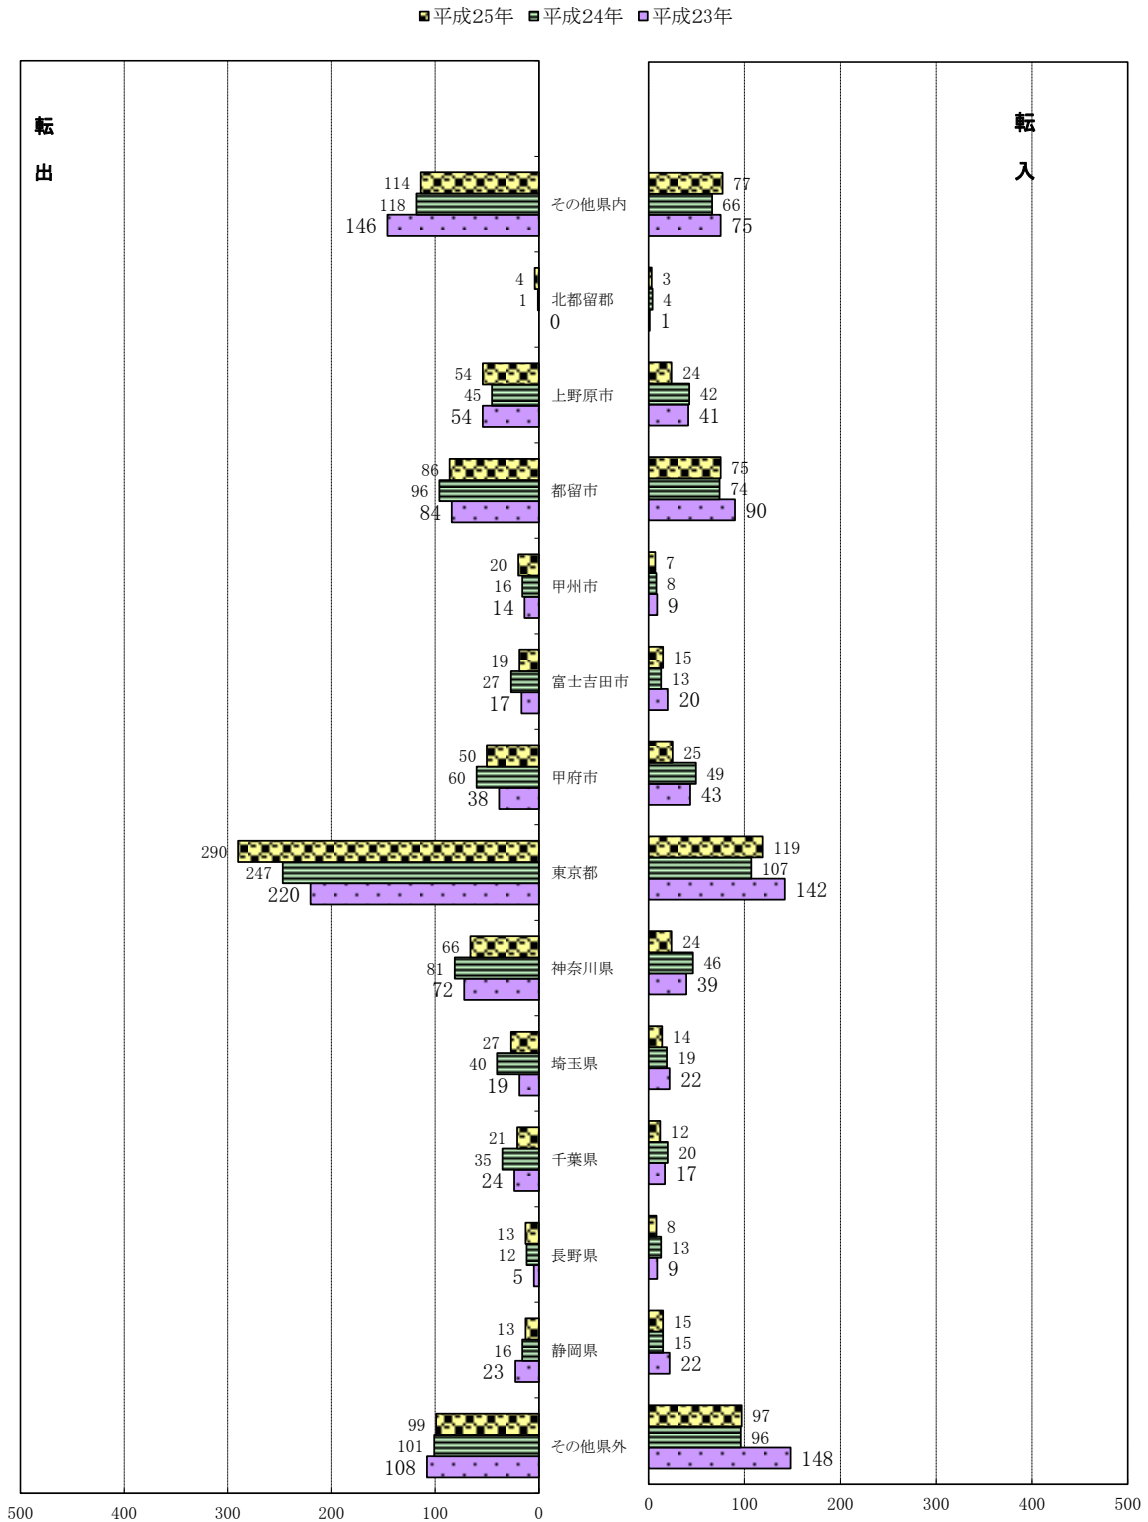 平成25年 平成24年 平成23年
転出
転入
114 その他県内 77
118 66
146 75
4 北都留郡 3
1 4
0 1
54 上野原市 24
45 42
54 41
86 都留市 75
96 74
84 90
20 甲州市 7
16 8
14 9
19 富士吉田市 15
27 13
17 20
50 甲府市 25
60 49
38 43
290 東京都 119
247 107
220 142
66 神奈川県 24
81 46
72 39
27 埼玉県 14
40 19
19 22
21 千葉県 12
35 20
24 17
13 長野県 8
12 13
5 9
13 静岡県 15
16 15
23 22
99 その他県外 97
101 96
108 148
500 400 300 200 100 0 0 100 200 300 400 500